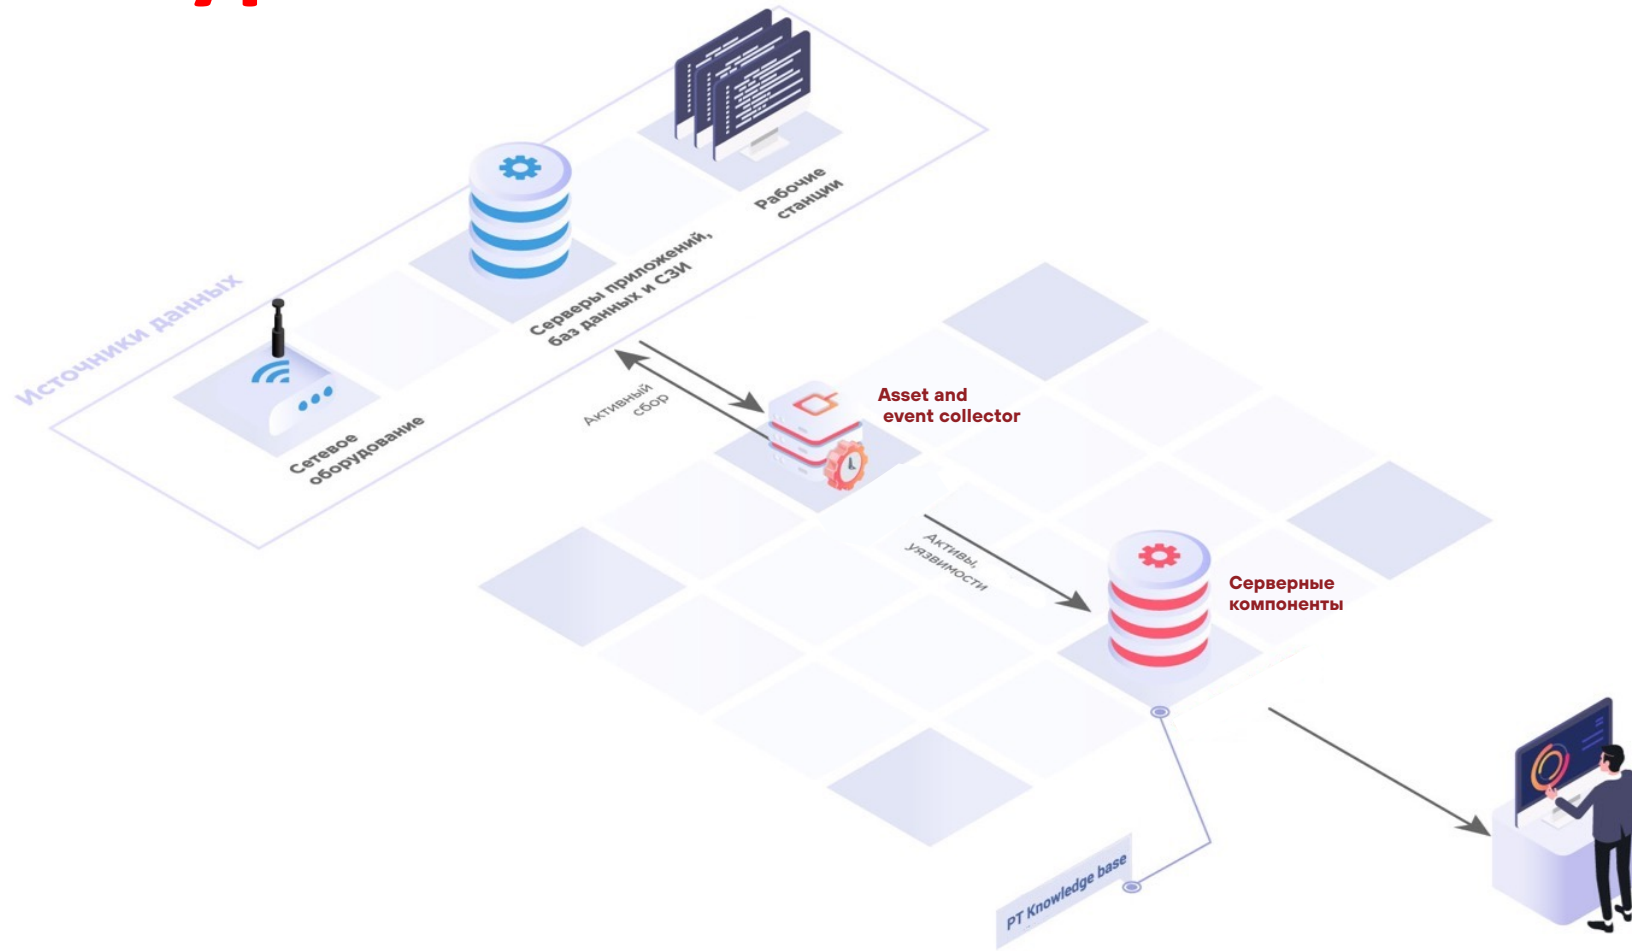 Рабочие
станции
Серверы приложений,
баз данных и СЗИ
Источники данных
Сетевое
оборудование
Активный
сбор
Asset and
event collector
Активы,
уязвимости
Серверные
компоненты
PT Knowledge base